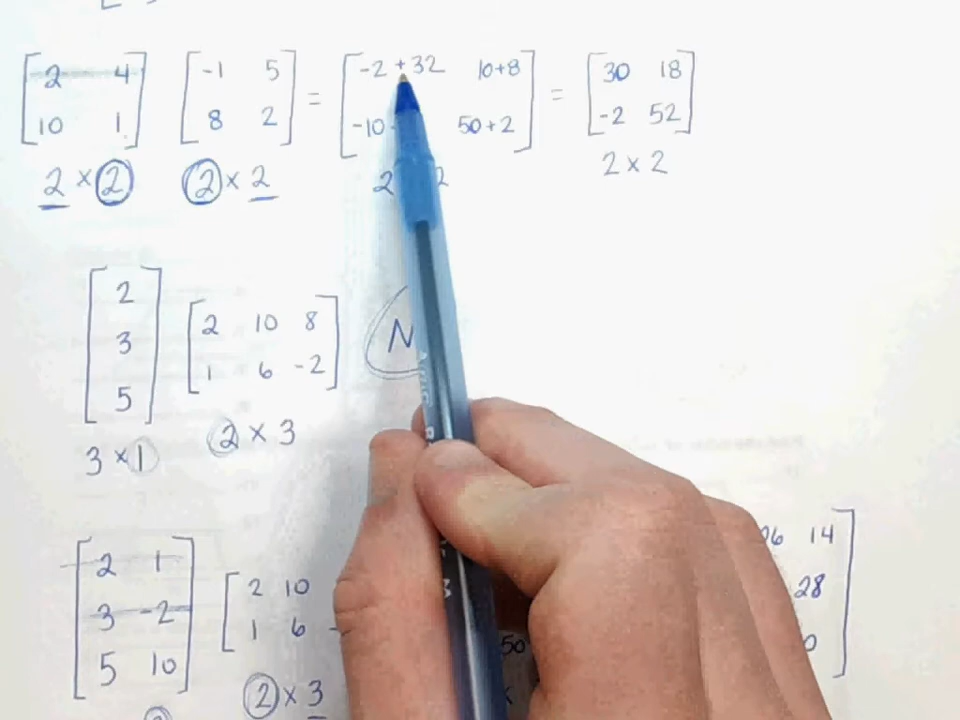 [2 4] [-1 5] = [-2 + 32 10+8] = [30 18]
[10 1] [8 2] [-10 50+2] [-2 52]
2 × 2 2 × 2 2 2 2 × 2
[2]
[3] [2 10 8] N
[5] [1 6 -2]
3 × 1 2 × 3
[2 1] 14]
[3 -2] [2 10 28]
[5 10] [1 6 50
2 × 3